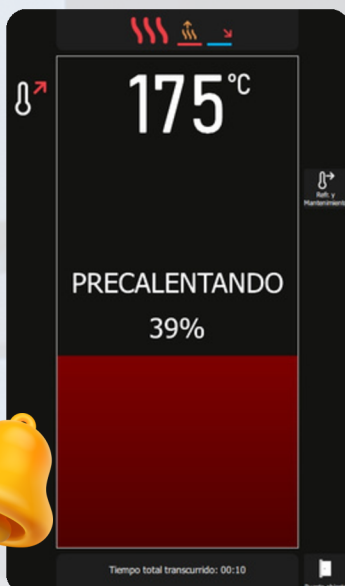 175°C
Refr. y
Mantenimiento
PRECALENTANDO
39%
Tiempo total transcurrido: 00:10